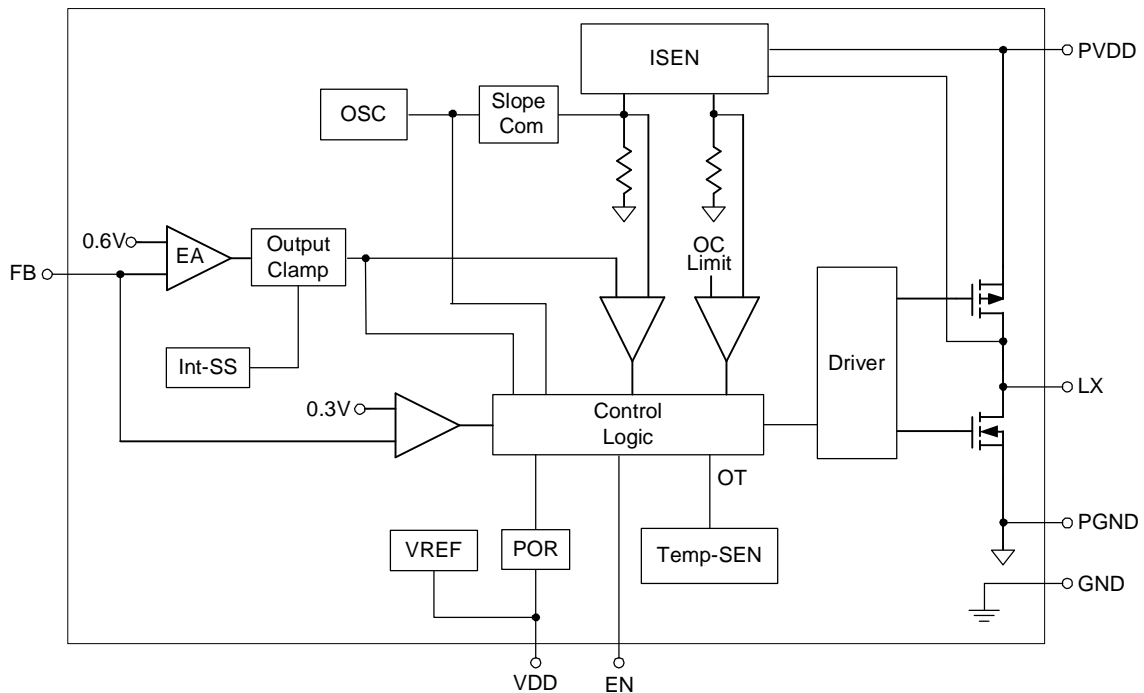 ISEN
PVDD
OSC
Slope
Com
0.6V
EA
Output
Clamp
OC
Limit
FB
Int-SS
Driver
LX
0.3V
Control
Logic
OT
VREF
POR
Temp-SEN
PGND
GND
VDD
EN